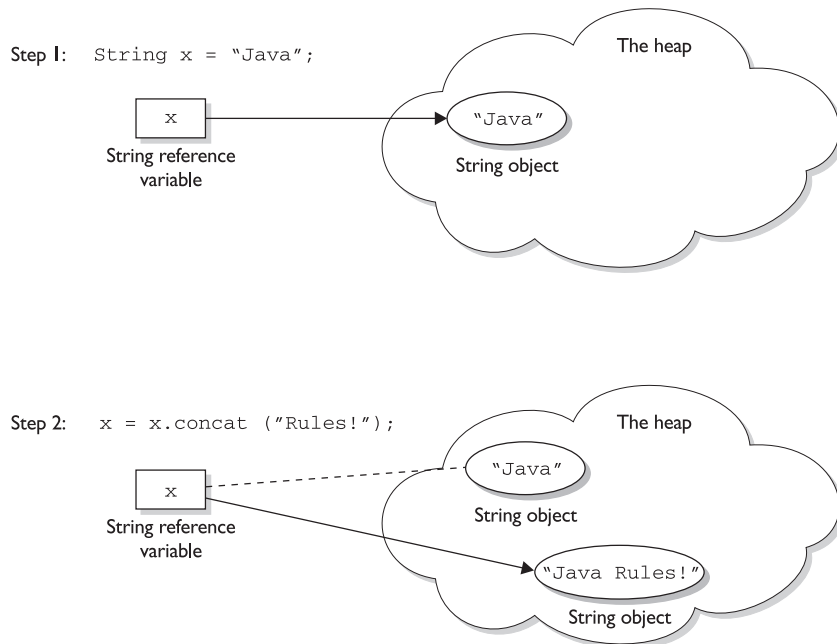 Step 1: String x = “Java”;
The heap
x
“Java”
String reference
variable
String object
Step 2: x = x.concat (”Rules!”);
The heap
x
“Java”
String reference
variable
String object
“Java Rules!”
String object